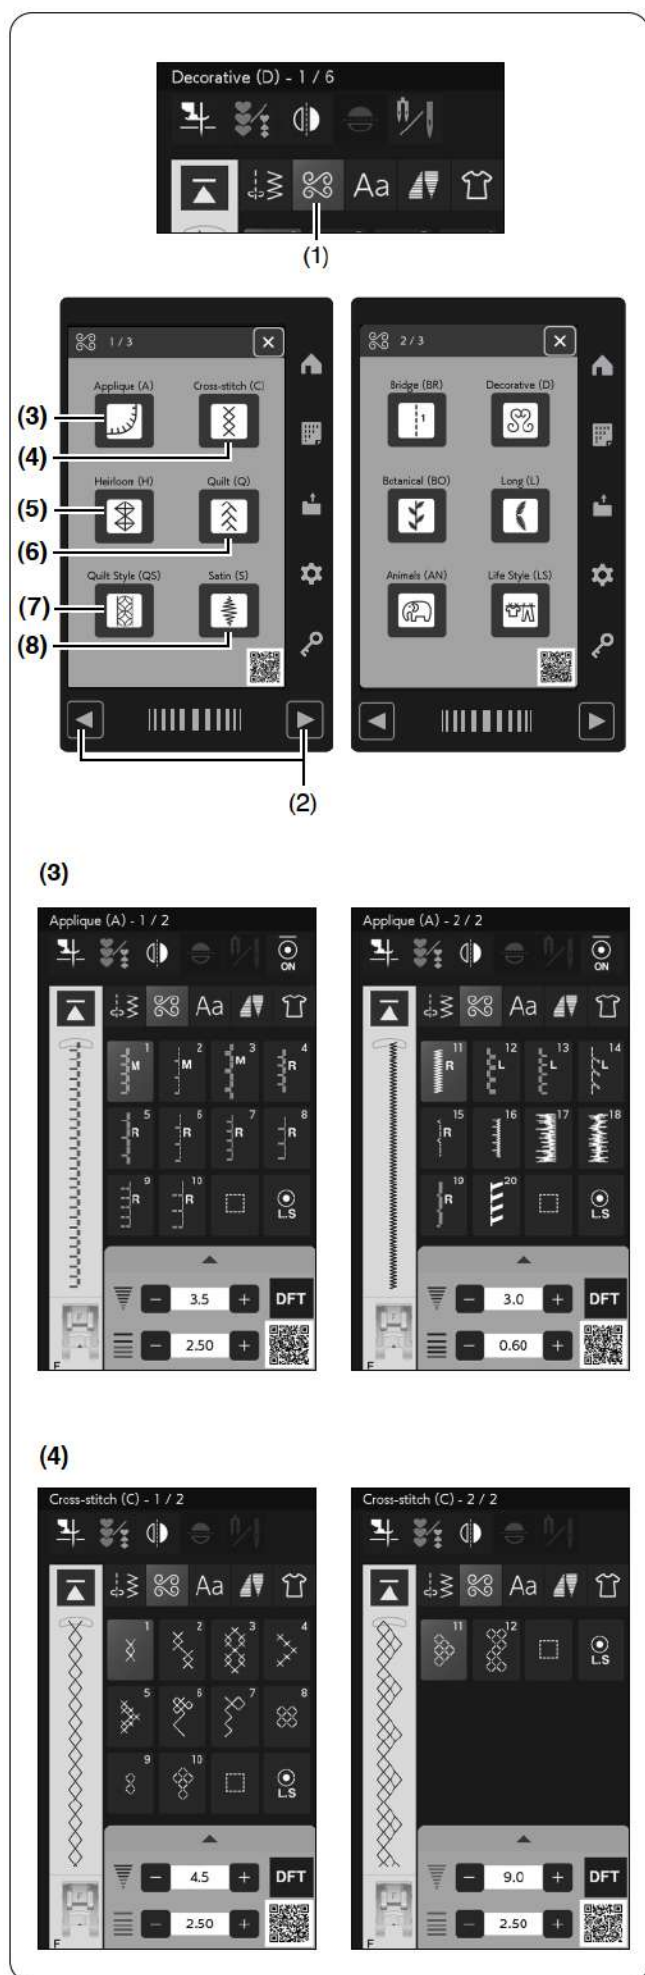 Decorative (D) - 1 / 6
Aa
(1)
1 / 3
2 / 3
Applique (A) Cross-stitch (C)
Bridge (BR) Decorative (D)
1
(3)
(4)
Heirloom (H) Quilt (Q)
Botanical (BO) Long (L)
(5)
(6)
Quilt Style (QS) Satin (S)
Animals (AN) Life Style (LS)
(7)
(8)
(2)
(3)
Applique (A) - 1 / 2
ON
Aa
1 M 2 M 3 M 4 R
5 R 6 R 7 R 8 R
9 R 10 R L.S
3.5 DFT
2.50
F
Applique (A) - 2 / 2
ON
Aa
11 R 12 L 13 L 14 L
15 R 16 17 18
19 R 20 L.S
3.0 DFT
0.60
F
(4)
Cross-stitch (C) - 1 / 2
Aa
1 2 3 4
5 6 7 8
9 10 L.S
4.5 DFT
2.50
F
Cross-stitch (C) - 2 / 2
Aa
11 12 L.S
9.0 DFT
2.50
F